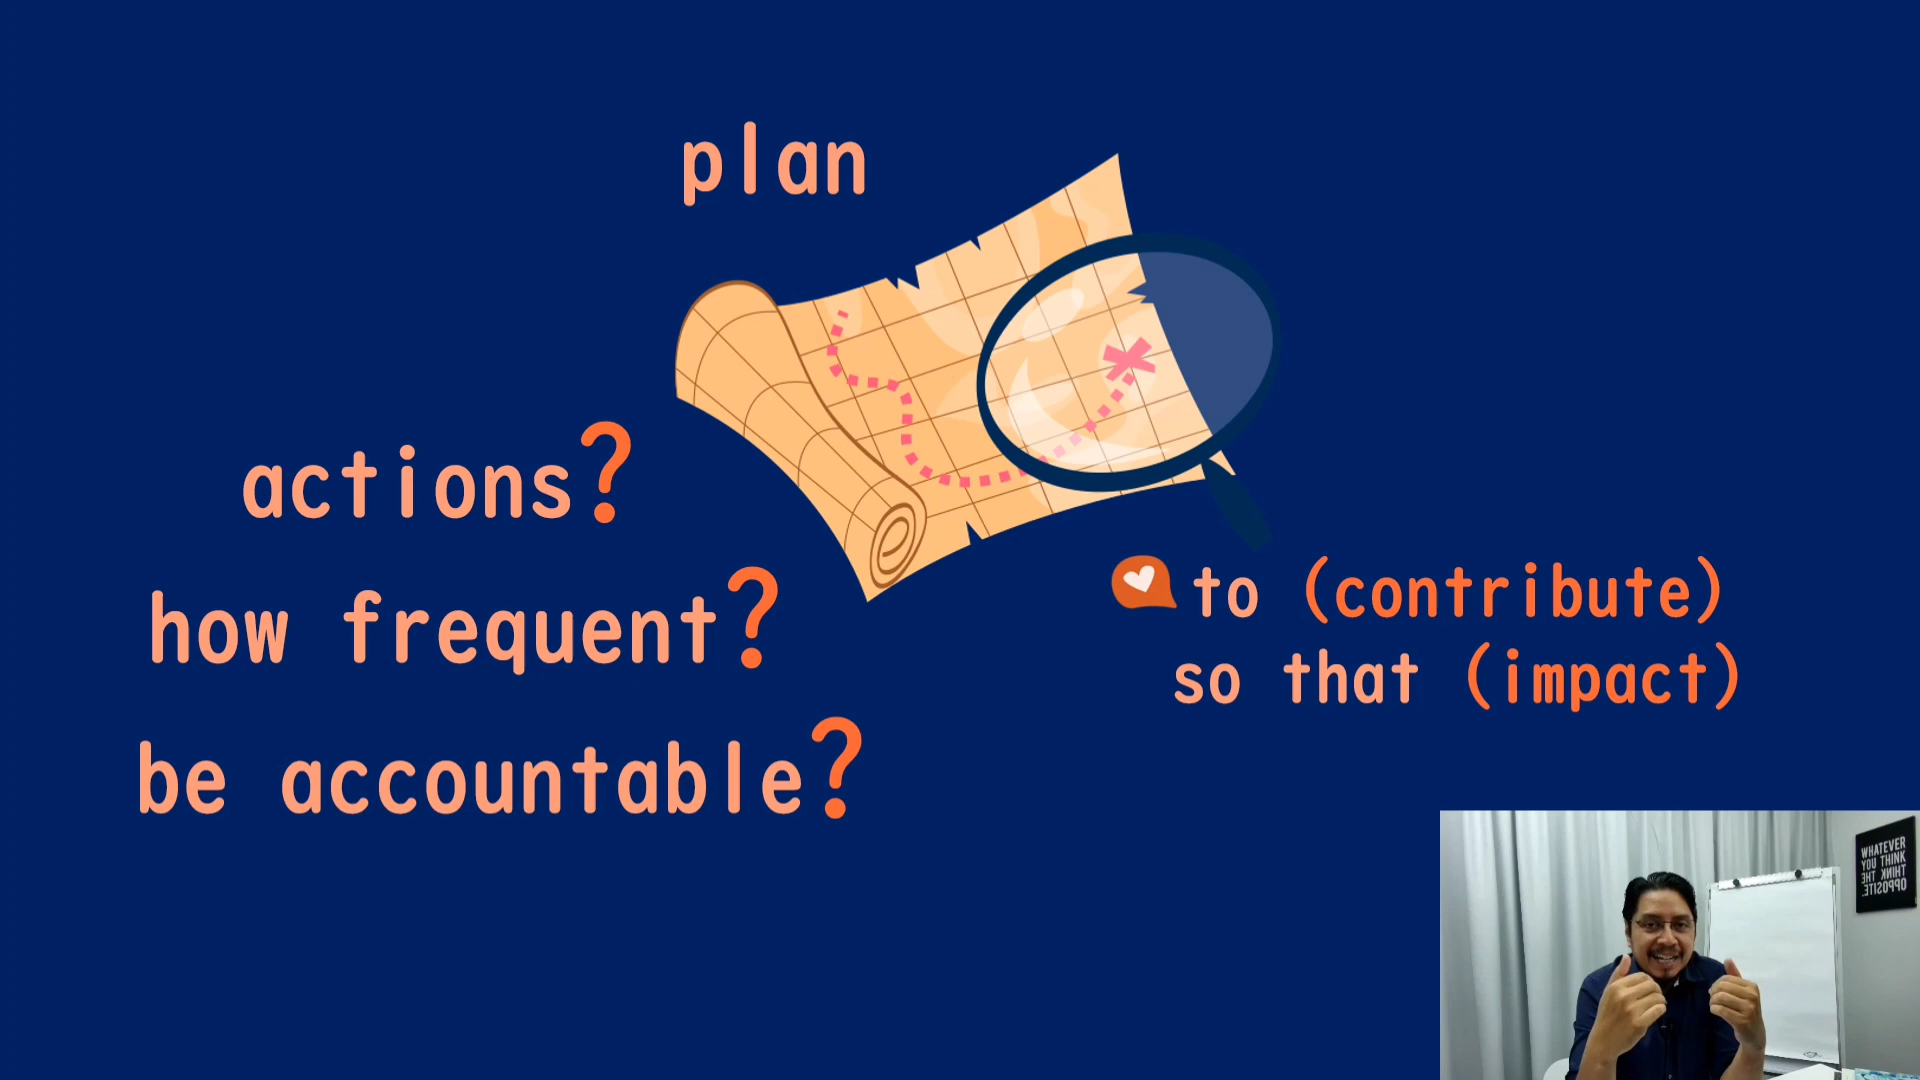 plan
actions?
how frequent?
be accountable?
to (contribute)
so that (impact)
WHATEVER
YOU THINK
THINK THE
OPPOSITE.